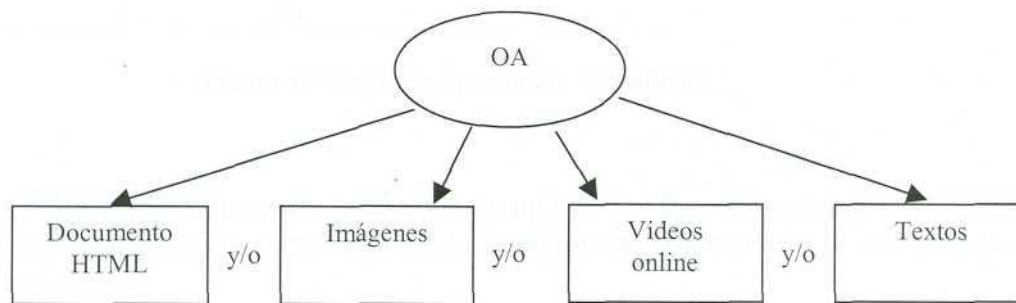 OA
Documento
HTML
y/o
Imágenes
y/o
Videos
online
y/o
Textos